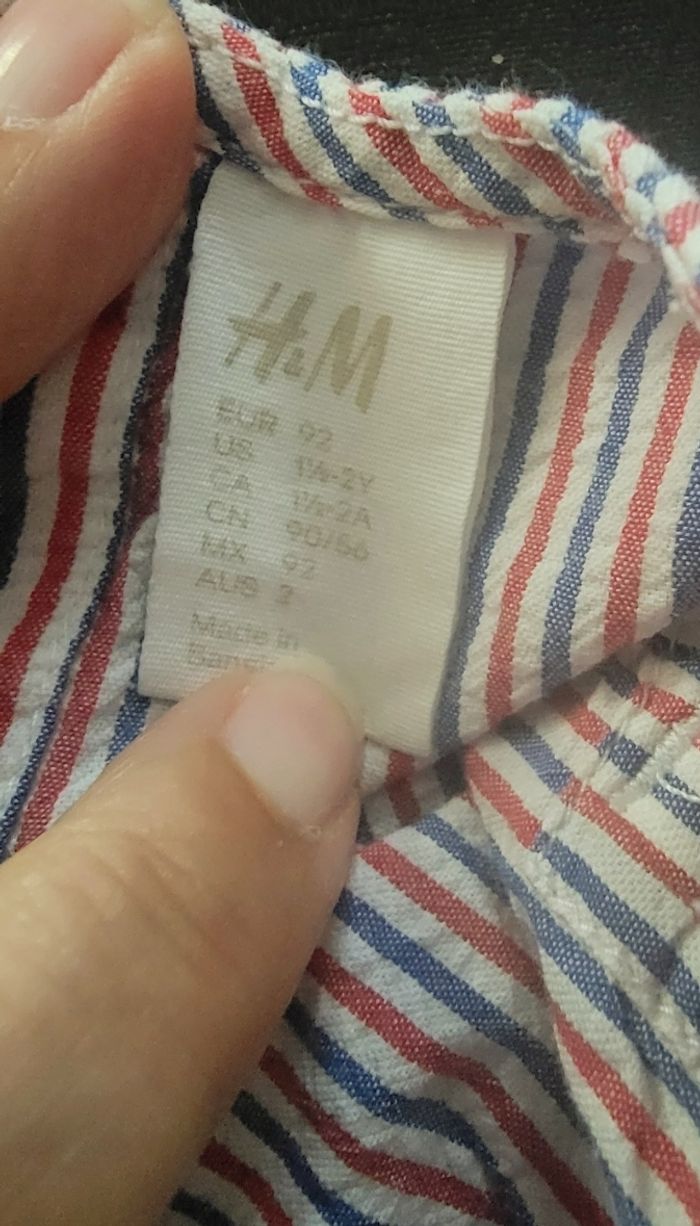 H&M
EUR 92
US 1½-2Y
CA 1½-2A
CN 90/56
MX 92
AUS 2
Made in